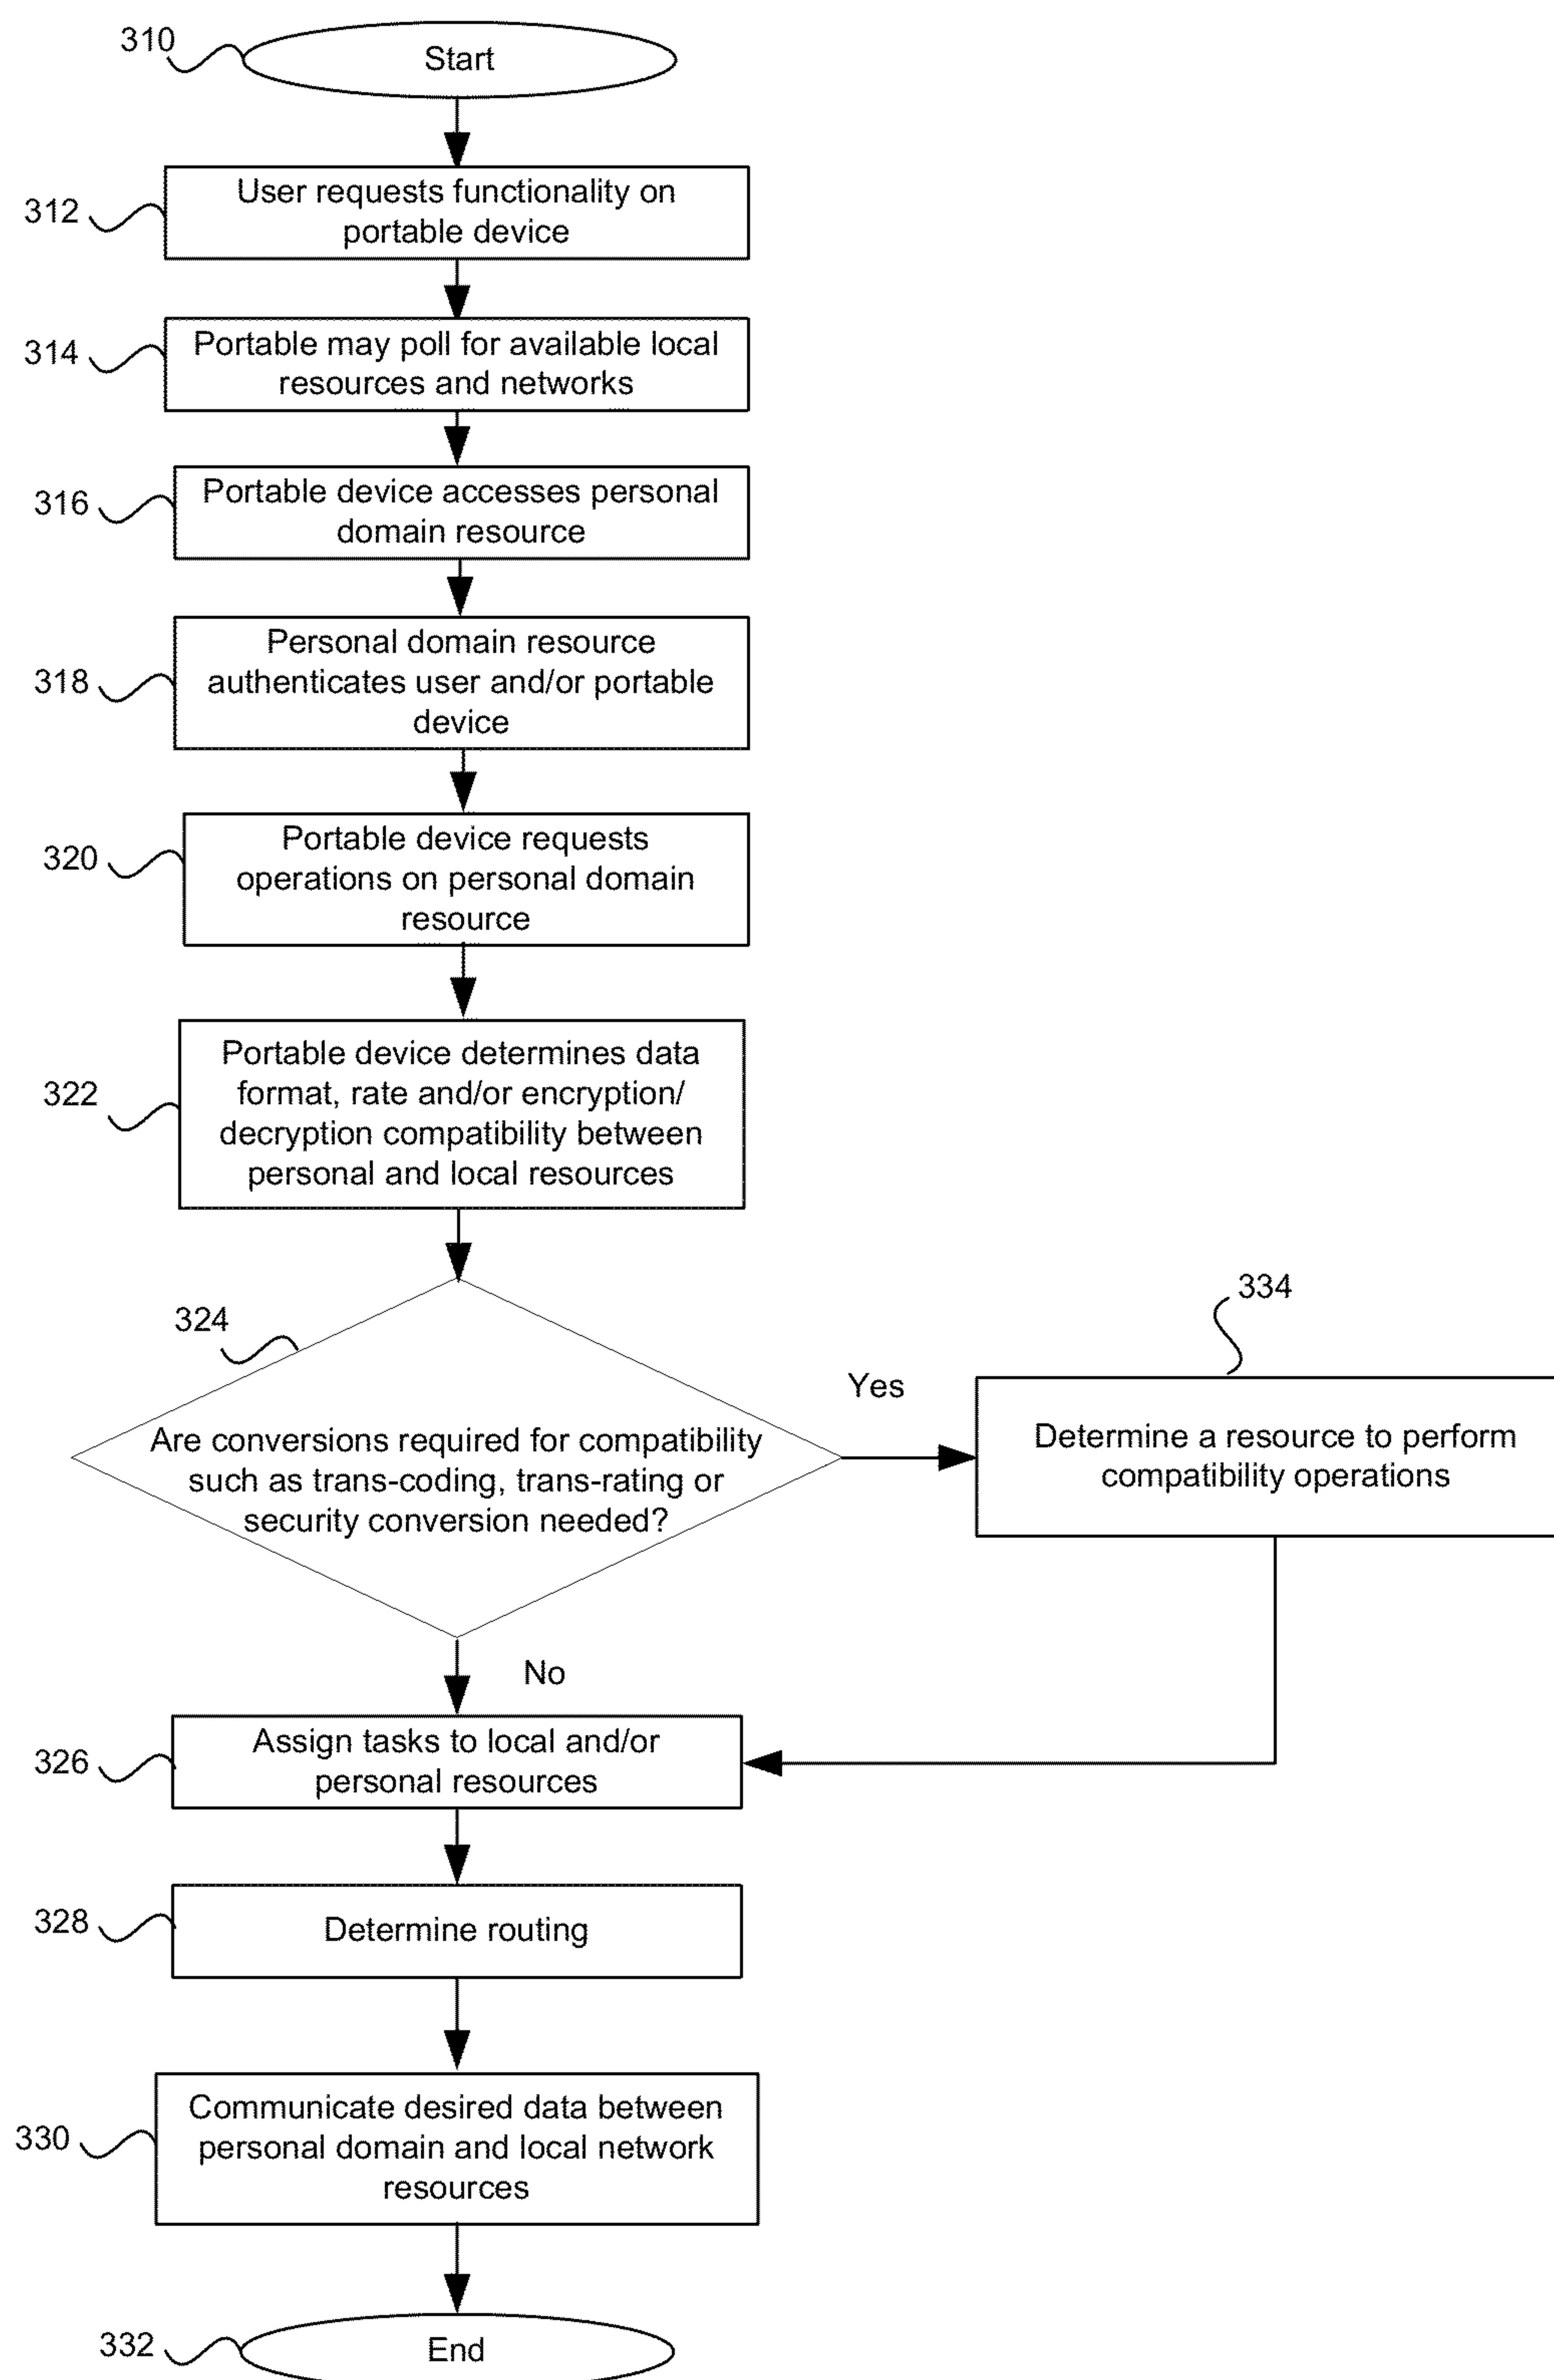 310
Start
312
User requests functionality on
portable device
314
Portable may poll for available local
resources and networks
316
Portable device accesses personal
domain resource
318
Personal domain resource
authenticates user and/or portable
device
320
Portable device requests
operations on personal domain
resource
322
Portable device determines data
format, rate and/or encryption/
decryption compatibility between
personal and local resources
324
Are conversions required for compatibility
such as trans-coding, trans-rating or
security conversion needed?
Yes
334
Determine a resource to perform
compatibility operations
No
326
Assign tasks to local and/or
personal resources
328
Determine routing
330
Communicate desired data between
personal domain and local network
resources
332
End